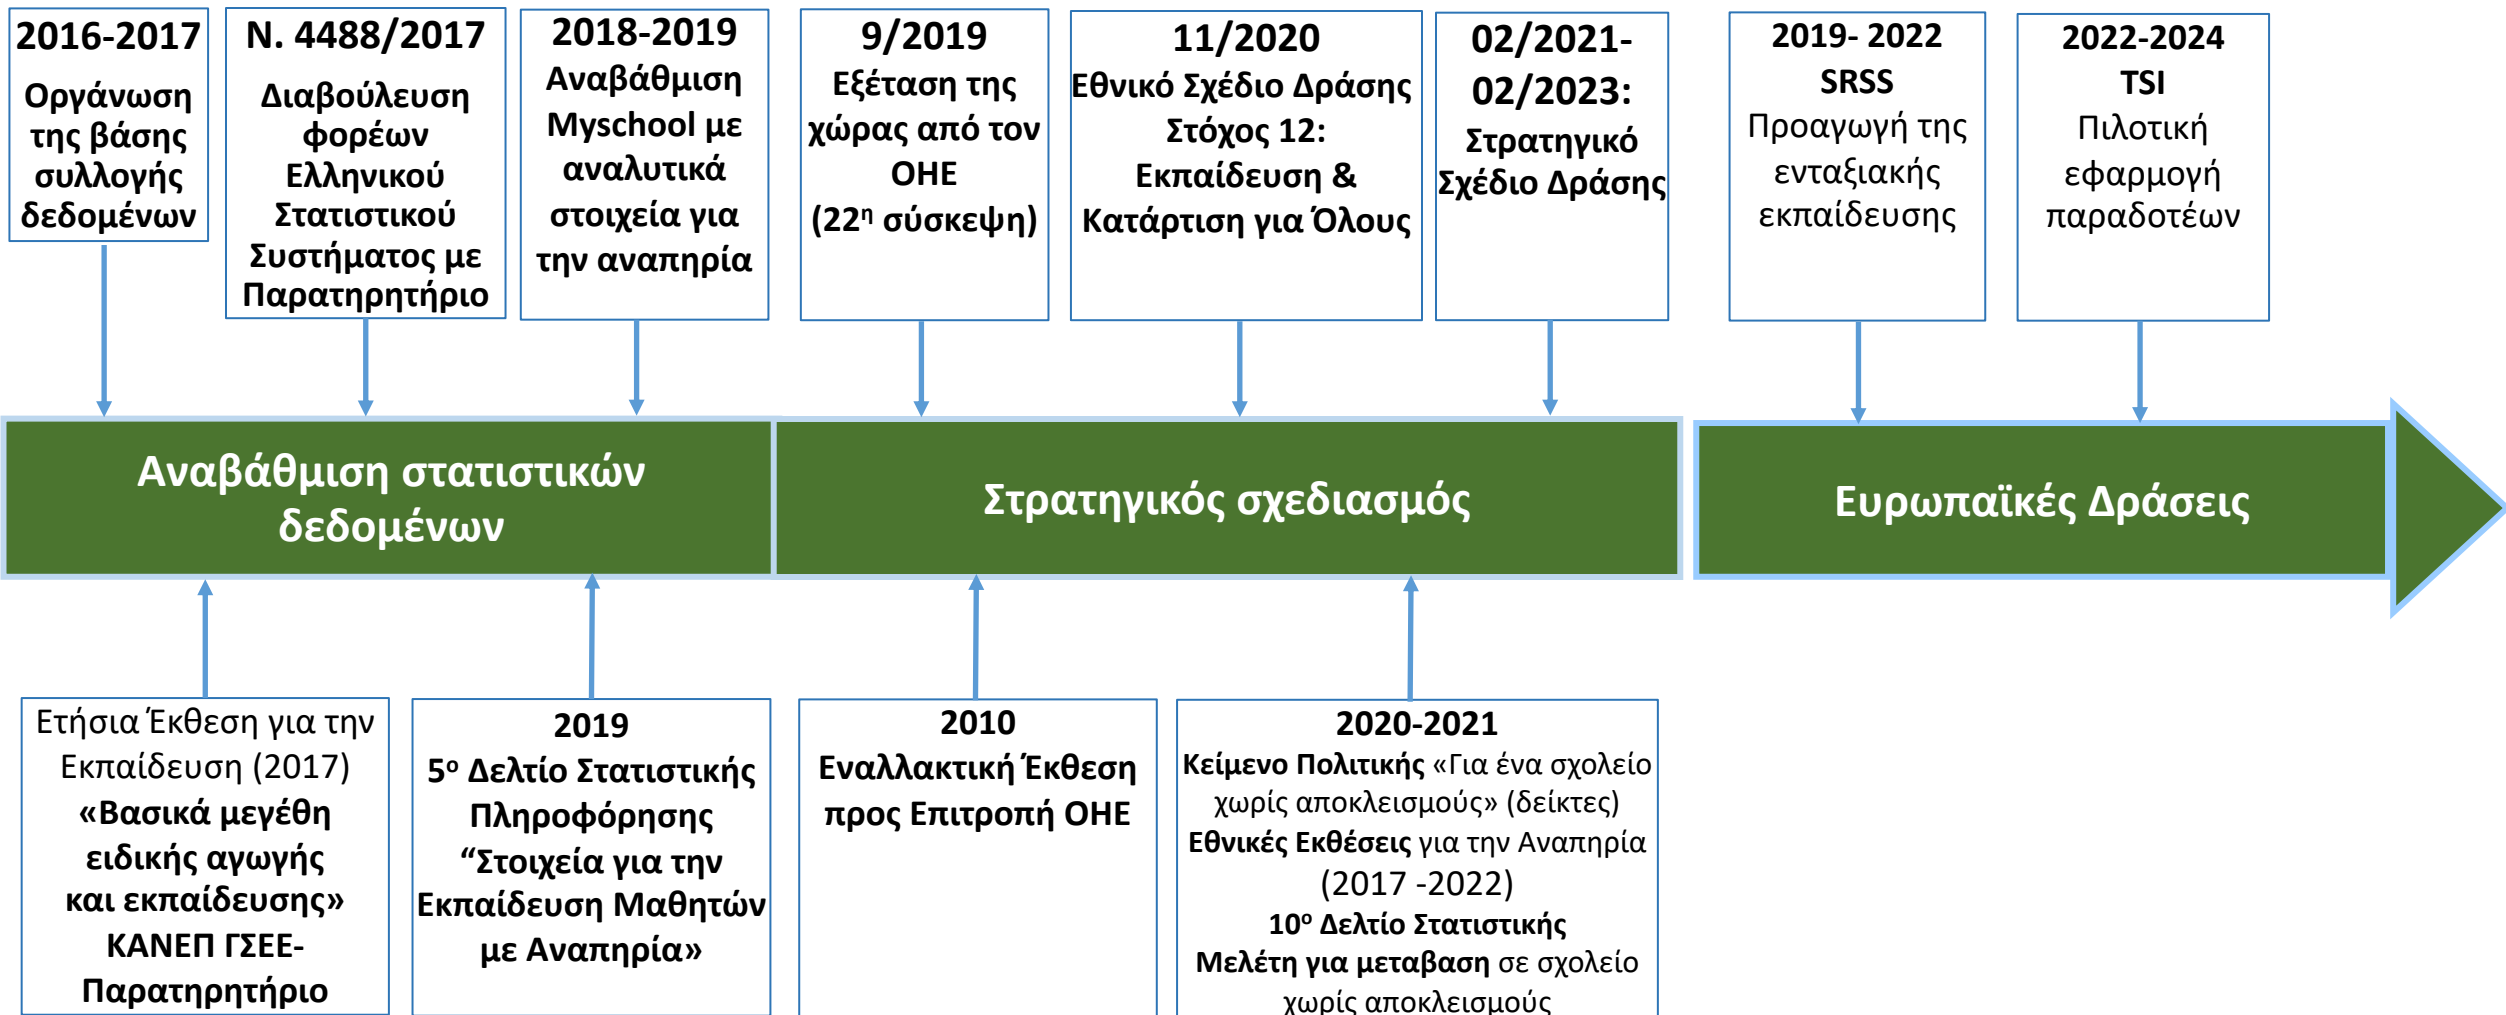 2016-2017
Οργάνωση
της βάσης
συλλογής
δεδομένων
Ν. 4488/2017
Διαβούλευση
φορέων
Ελληνικού
Στατιστικού
Συστήματος με
Παρατηρητήριο
2018-2019
Αναβάθμιση
Myschool με
αναλυτικά
στοιχεία για
την αναπηρία
9/2019
Εξέταση της
χώρας από τον
ΟΗΕ
(22η σύσκεψη)
11/2020
Εθνικό Σχέδιο Δράσης
Στόχος 12:
Εκπαίδευση &
Κατάρτιση για Όλους
02/2021-
02/2023:
Στρατηγικό
Σχέδιο Δράσης
2019- 2022
SRSS
Προαγωγή της
ενταξιακής
εκπαίδευσης
2022-2024
TSI
Πιλοτική
εφαρμογή
παραδοτέων
Αναβάθμιση στατιστικών
δεδομένων
Στρατηγικός σχεδιασμός
Ευρωπαϊκές Δράσεις
Ετήσια Έκθεση για την
Εκπαίδευση (2017)
«Βασικά μεγέθη
ειδικής αγωγής
και εκπαίδευσης»
ΚΑΝΕΠ ΓΣΕΕ-
Παρατηρητήριο
2019
5ο Δελτίο Στατιστικής
Πληροφόρησης
“Στοιχεία για την
Εκπαίδευση Μαθητών
με Αναπηρία»
2010
Εναλλακτική Έκθεση
προς Επιτροπή ΟΗΕ
2020-2021
Κείμενο Πολιτικής «Για ένα σχολείο
χωρίς αποκλεισμούς» (δείκτες)
Εθνικές Εκθέσεις για την Αναπηρία
(2017 -2022)
10ο Δελτίο Στατιστικής
Μελέτη για μεταβαση σε σχολείο
χωρίς αποκλεισμούς